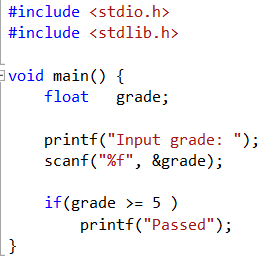 #include <stdio.h>
#include <stdlib.h>

void main() {
    float   grade;

    printf("Input grade: ");
    scanf("%f", &grade);

    if(grade >= 5 )
        printf("Passed");
}